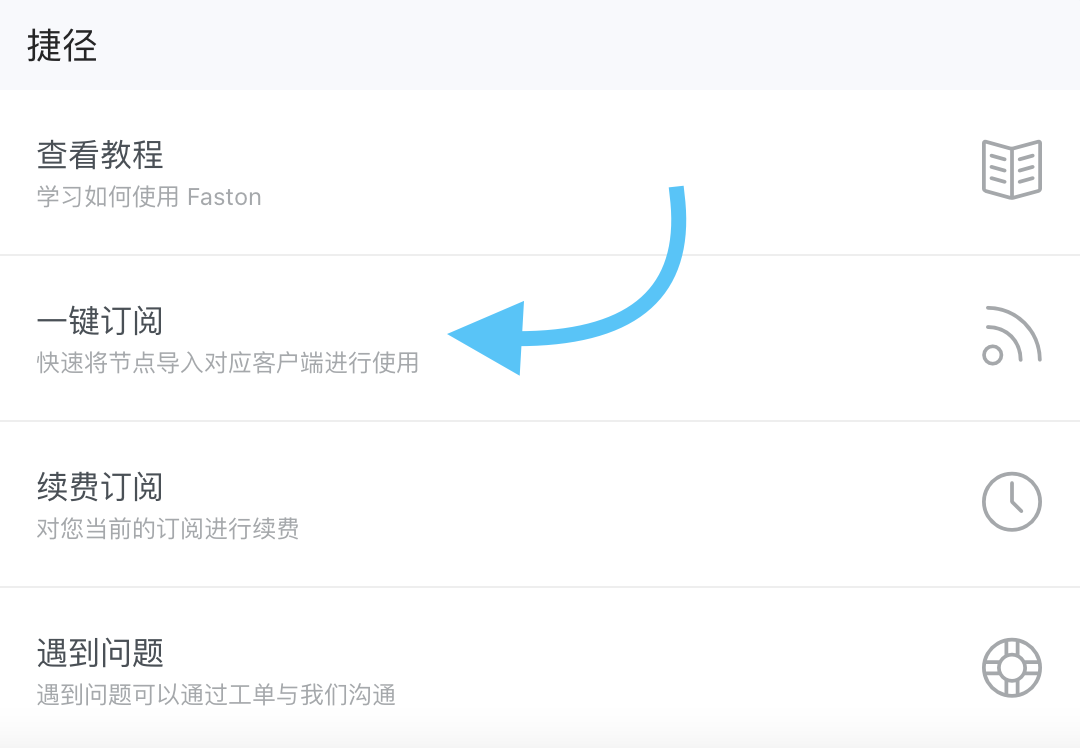 捷径
查看教程
学习如何使用 Faston
一键订阅
快速将节点导入对应客户端进行使用
续费订阅
对您当前的订阅进行续费
遇到问题
遇到问题可以通过工单与我们沟通